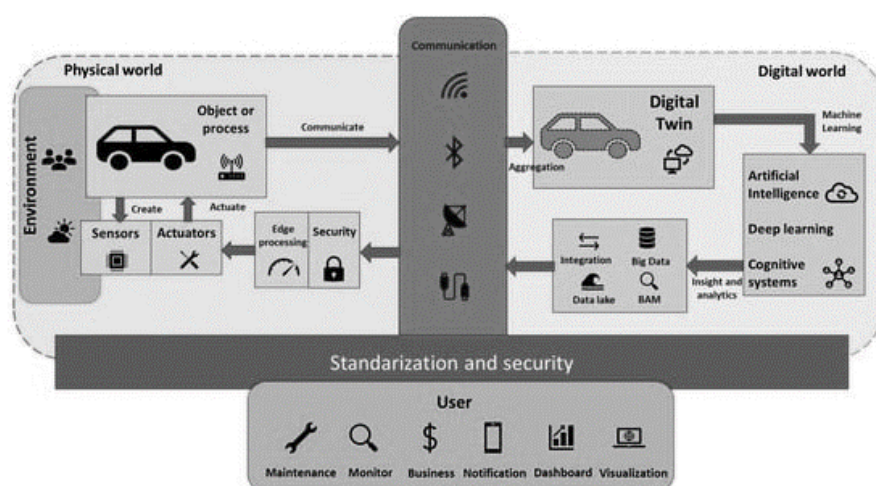 Communication
Physical world
Digital world
Environment
Object or
process
Communicate
Aggregation
Digital
Twin
Machine
Learning
Create
Actuate
Sensors
Actuators
Edge
processing
Security
Integration
Big Data
Data lake
BAM
Insight and
analytics
Artificial
Intelligence
Deep learning
Cognitive
systems
Standarization and security
User
Maintenance
Monitor
Business
Notification
Dashboard
Visualization